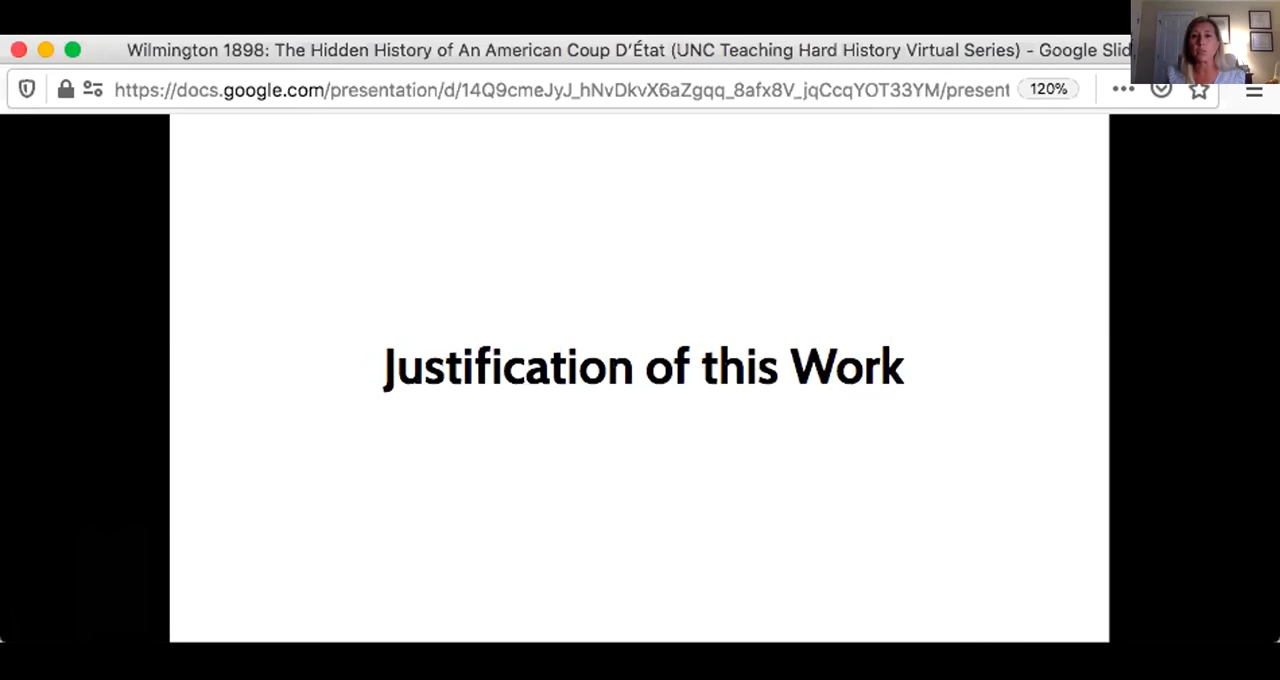 Wilmington 1898: The Hidden History of An American Coup D'État (UNC Teaching Hard History Virtual Series) - Google Slid
https://docs.google.com/presentation/d/14Q9cmeJyJ_hNvDkvX6aZgqq_8afx8V_jqCcqYOT33YM/present 120%
Justification of this Work